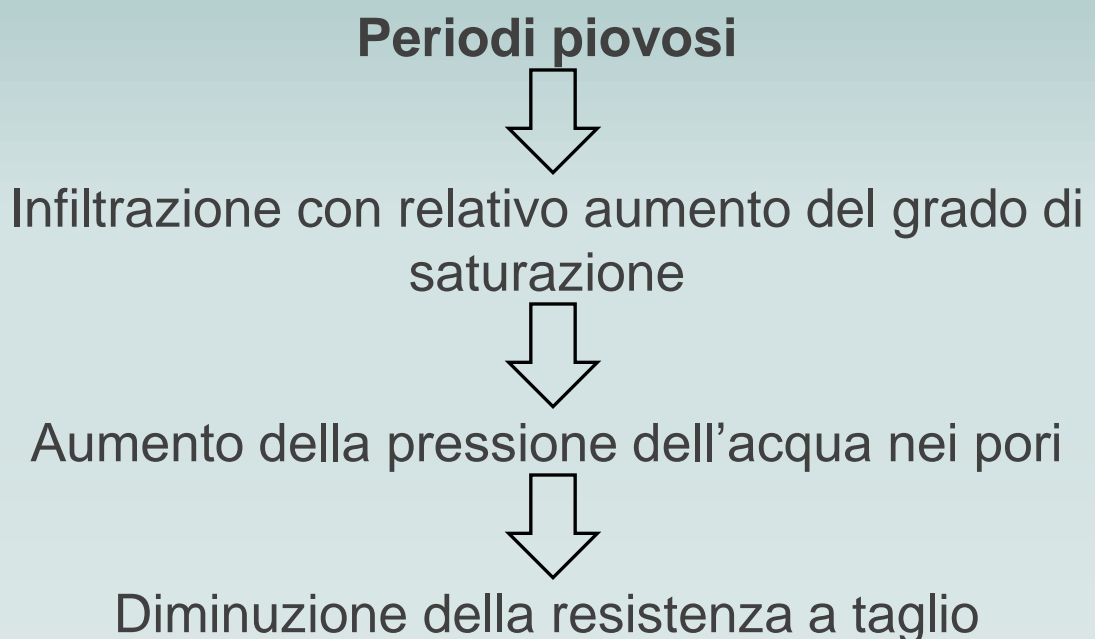 Periodi piovosi
Infiltrazione con relativo aumento del grado di
saturazione
Aumento della pressione dell’acqua nei pori
Diminuzione della resistenza a taglio